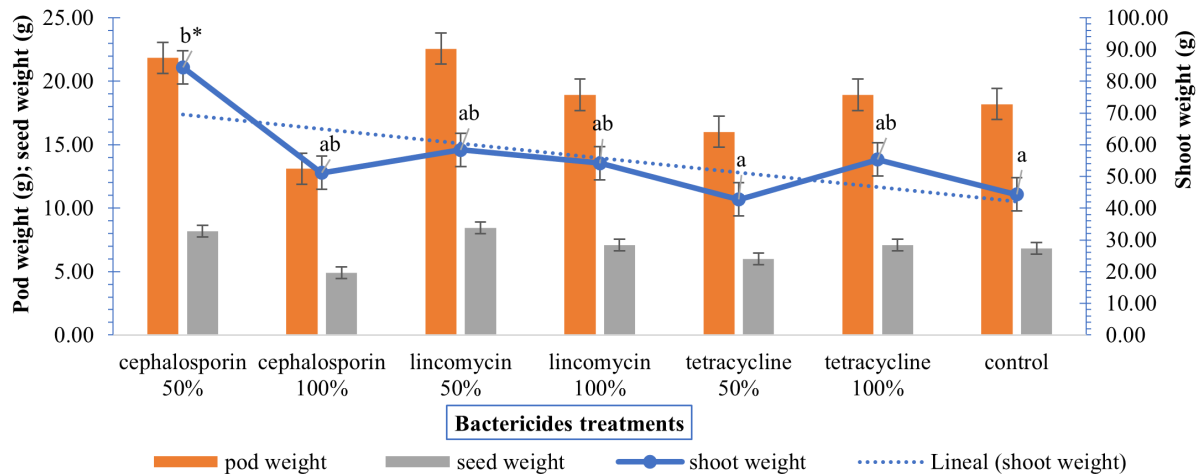 Pod weight (g); seed weight (g)
Shoot weight (g)
25.00
20.00
15.00
10.00
5.00
0.00
100.00
90.00
80.00
70.00
60.00
50.00
40.00
30.00
20.00
10.00
0.00
b*
ab
ab
ab
a
ab
a
cephalosporin
50%
cephalosporin
100%
lincomycin
50%
lincomycin
100%
tetracycline
50%
tetracycline
100%
control
Bactericides treatments
pod weight
seed weight
shoot weight
Lineal (shoot weight)